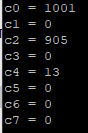 c0 = 1001
c1 = 0
c2 = 905
c3 = 0
c4 = 13
c5 = 0
c6 = 0
c7 = 0